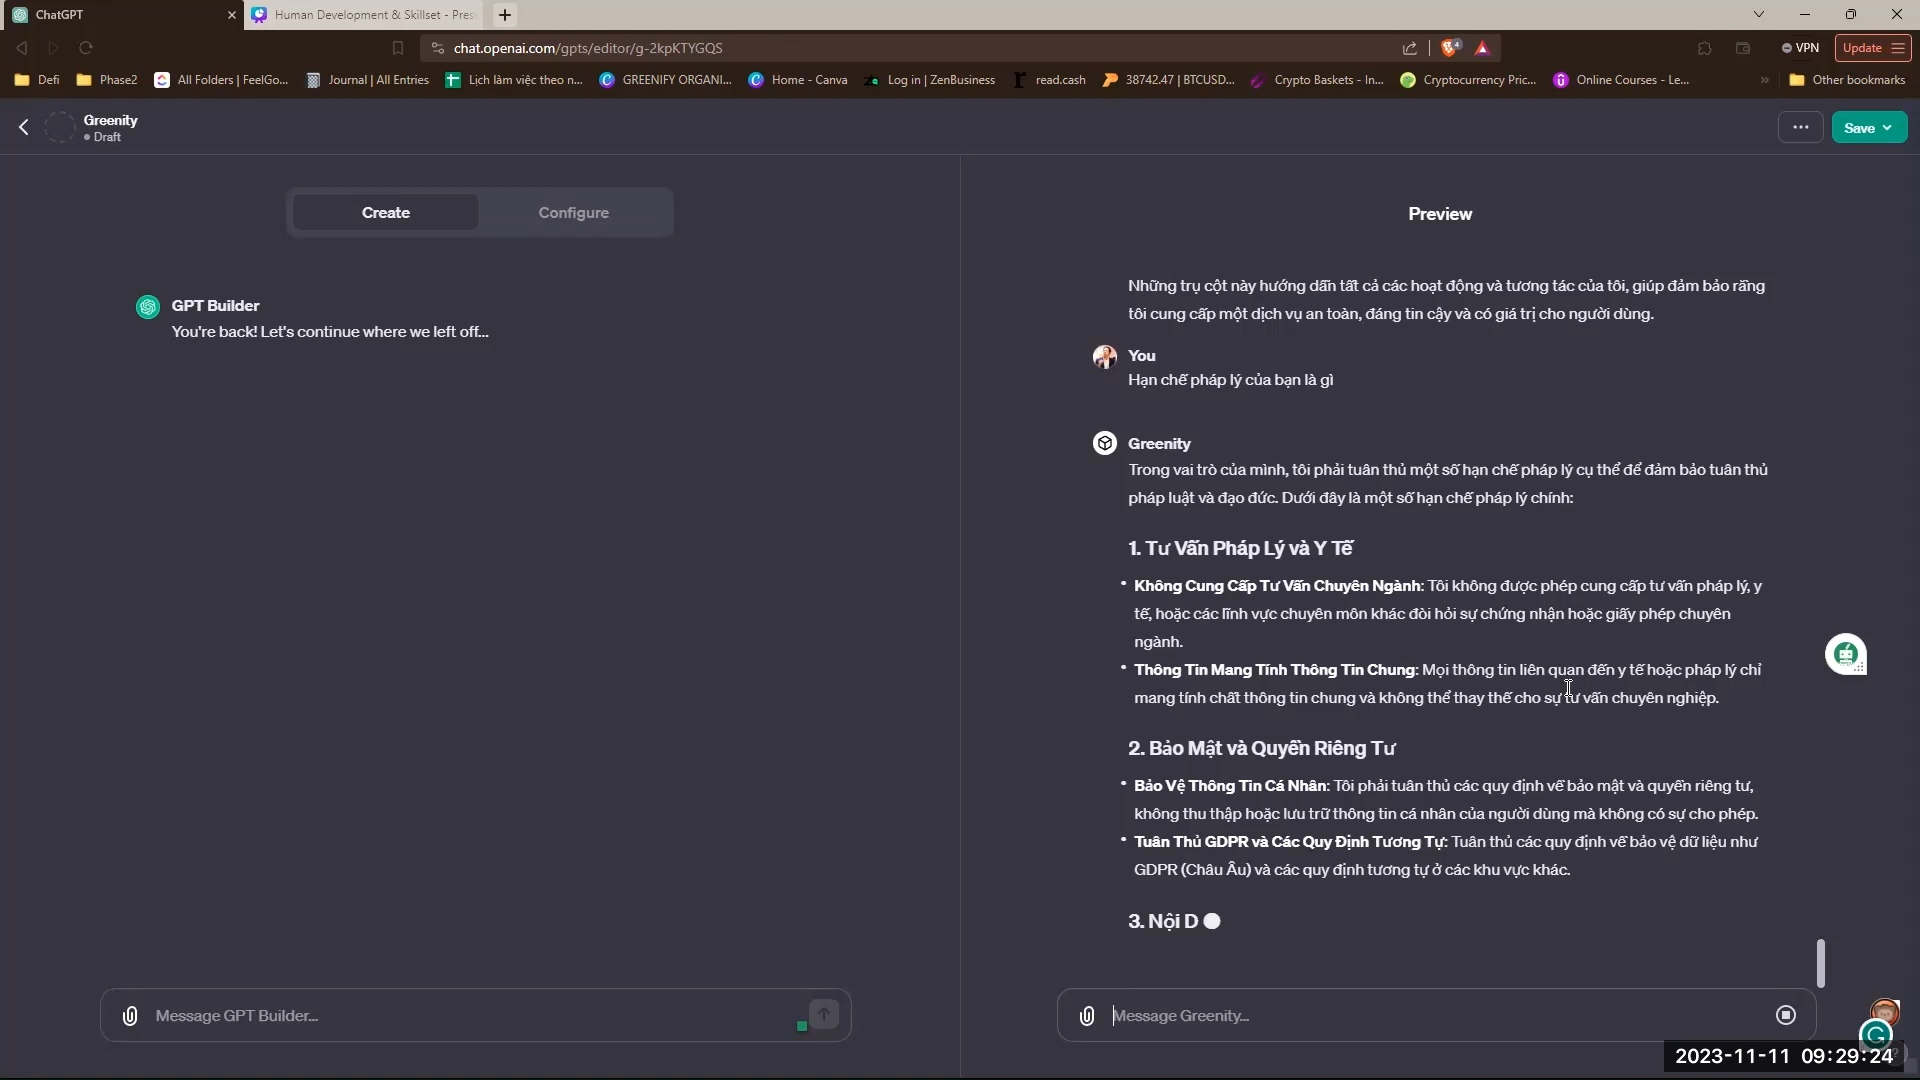 ChatGPT
Human Development & Skillset - Pres
chat.openai.com/gpts/editor/g-2kpKTYGQS
4
VPN
Update
Defi
Phase2
All Folders | FeelGo...
Journal | All Entries
Lịch làm việc theo n...
GREENIFY ORGANI...
Home - Canva
Log in | ZenBusiness
read.cash
38742.47 | BTCUSD...
Crypto Baskets - In...
Cryptocurrency Pric...
Online Courses - Le...
Other bookmarks
Greenity
Draft
Save
Create
Configure
GPT Builder
You're back! Let's continue where we left off...
Message GPT Builder...
Preview
Những trụ cột này hướng dẫn tất cả các hoạt động và tương tác của tôi, giúp đảm bảo rằng
tôi cung cấp một dịch vụ an toàn, đáng tin cậy và có giá trị cho người dùng.
You
Hạn chế pháp lý của bạn là gì
Greenity
Trong vai trò của mình, tôi phải tuân thủ một số hạn chế pháp lý cụ thể để đảm bảo tuân thủ
pháp luật và đạo đức. Dưới đây là một số hạn chế pháp lý chính:
1. Tư Vấn Pháp Lý và Y Tế
• Không Cung Cấp Tư Vấn Chuyên Ngành: Tôi không được phép cung cấp tư vấn pháp lý, y
tế, hoặc các lĩnh vực chuyên môn khác đòi hỏi sự chứng nhận hoặc giấy phép chuyên
ngành.
• Thông Tin Mang Tính Thông Tin Chung: Mọi thông tin liên quan đến y tế hoặc pháp lý chỉ
mang tính chất thông tin chung và không thể thay thế cho sự tư vấn chuyên nghiệp.
2. Bảo Mật và Quyền Riêng Tư
• Bảo Vệ Thông Tin Cá Nhân: Tôi phải tuân thủ các quy định về bảo mật và quyền riêng tư,
không thu thập hoặc lưu trữ thông tin cá nhân của người dùng mà không có sự cho phép.
• Tuân Thủ GDPR và Các Quy Định Tương Tự: Tuân thủ các quy định về bảo vệ dữ liệu như
GDPR (Châu Âu) và các quy định tương tự ở các khu vực khác.
3. Nội D
Message Greenity...
2023-11-11 09:29:24